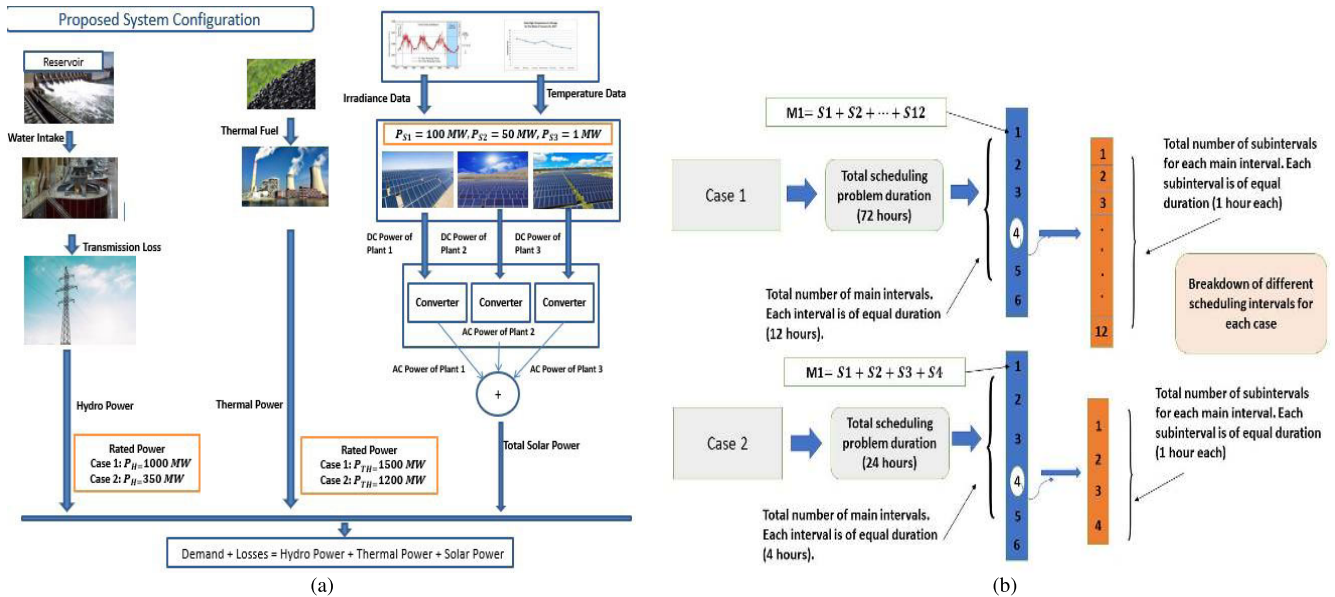 Proposed System Configuration
Reservoir
Water Intake
Transmission Loss
Hydro Power
Rated Power
Case 1: P_H=1000 MW
Case 2: P_H=350 MW
Thermal Fuel
Thermal Power
Rated Power
Case 1: P_TH=1500 MW
Case 2: P_TH=1200 MW
Irradiance Data
Temperature Data
P_S1 = 100 MW, P_S2 = 50 MW, P_S3 = 1 MW
DC Power of
Plant 1
DC Power of
Plant 2
DC Power of
Plant 3
Converter
Converter
Converter
AC Power of Plant 2
AC Power of Plant 1
AC Power of Plant 3
+
Total Solar Power
Demand + Losses = Hydro Power + Thermal Power + Solar Power
(a)
M1= S1 + S2 + ⋯ + S12
Case 1
Total scheduling
problem duration
(72 hours)
1
2
3
4
5
6
1
2
3
.
.
.
.
12
Total number of subintervals
for each main interval. Each
subinterval is of equal
duration (1 hour each)
Total number of main intervals.
Each interval is of equal duration
(12 hours).
Breakdown of different
scheduling intervals for
each case
M1= S1 + S2 + S3 + S4
Case 2
Total scheduling
problem duration
(24 hours)
1
2
3
4
5
6
1
2
3
4
Total number of subintervals
for each main interval. Each
subinterval is of equal duration
(1 hour each)
Total number of main intervals.
Each interval is of equal duration
(4 hours).
(b)